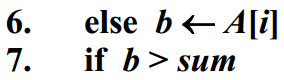 6. else b ← A[i]
7. if b > sum